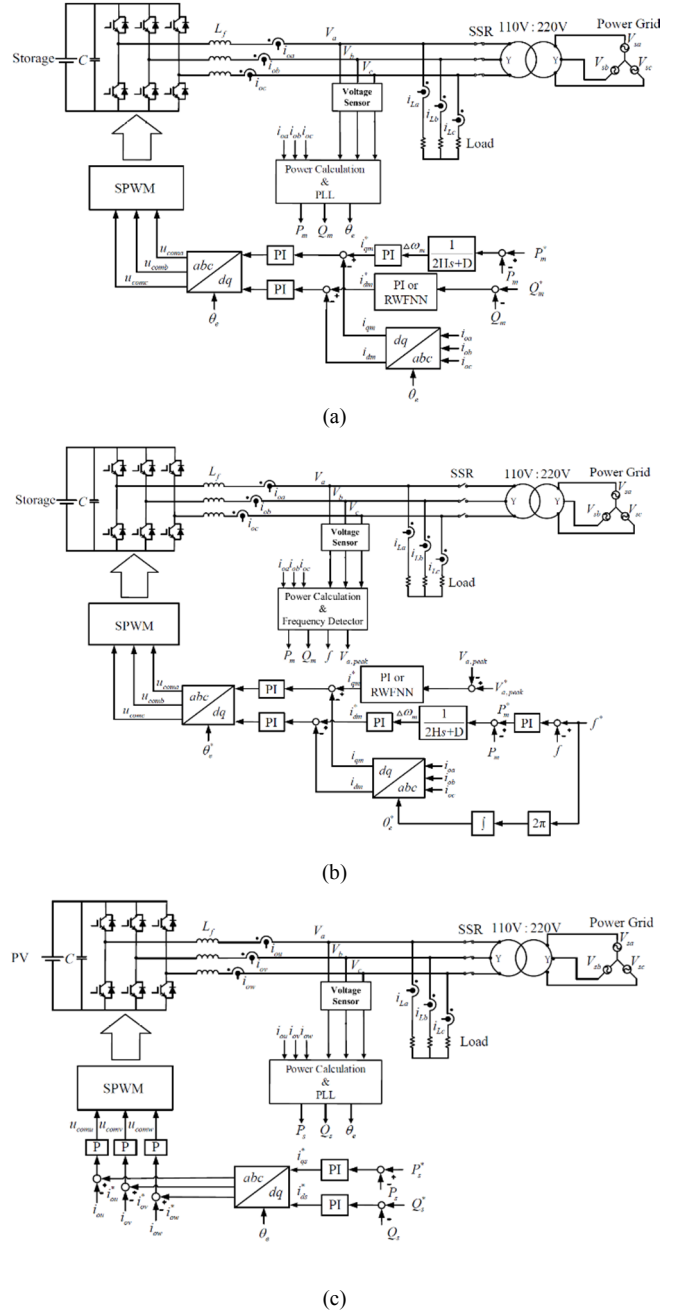 L_f
V_a
SSR
110V : 220V
Power Grid
V_sa
i_oa
V_b
Storage
C
i_ob
V_c
Y
Y
V_sb
V_sc
i_oc
Voltage
Sensor
i_La
i_Lb
i_Lc
i_oa i_ob i_oc
Load
SPWM
Power Calculation
&
PLL
P_m
Q_m
θ_e
u_coma
u_comb
u_comc
abc
dq
PI
i*_qm
PI
Δω_m
1
2Hs+D
P*_m
P_m
PI
i*_dm
PI or
RWFNN
Q*_m
Q_m
θ_e
i_qm
i_dm
dq
abc
i_oa
i_ob
i_oc
θ_e
(a)
L_f
V_a
SSR
110V : 220V
Power Grid
V_sa
i_oa
V_b
Storage
C
i_ob
V_c
Y
Y
V_sb
V_sc
i_oc
Voltage
Sensor
i_La
i_Lb
i_Lc
i_oa i_ob i_oc
Load
SPWM
Power Calculation
&
Frequency Detector
P_m
Q_m
f
V_a,peak
V_a,peak
u_coma
u_comb
u_comc
abc
dq
PI
i*_qm
PI or
RWFNN
V*_a,peak
PI
i*_dm
PI
Δω_m
1
2Hs+D
P*_m
P_m
PI
f
f*
θ*_e
i_qm
i_dm
dq
abc
i_oa
i_ob
i_oc
θ*_e
∫
2π
(b)
L_f
V_a
SSR
110V : 220V
Power Grid
V_sa
i_ou
V_b
PV
C
i_ov
V_c
Y
Y
V_sb
V_sc
i_ow
Voltage
Sensor
i_La
i_Lb
i_Lc
i_ou i_ov i_ow
Load
SPWM
Power Calculation
&
PLL
P_s
Q_s
θ_e
u_comu
u_comv
u_comw
P
P
P
i*_ou
i*_ov
i*_ow
i_ou
i_ov
i_ow
abc
dq
i*_qs
PI
P*_s
P_s
i*_ds
PI
Q*_s
Q_s
θ_e
(c)